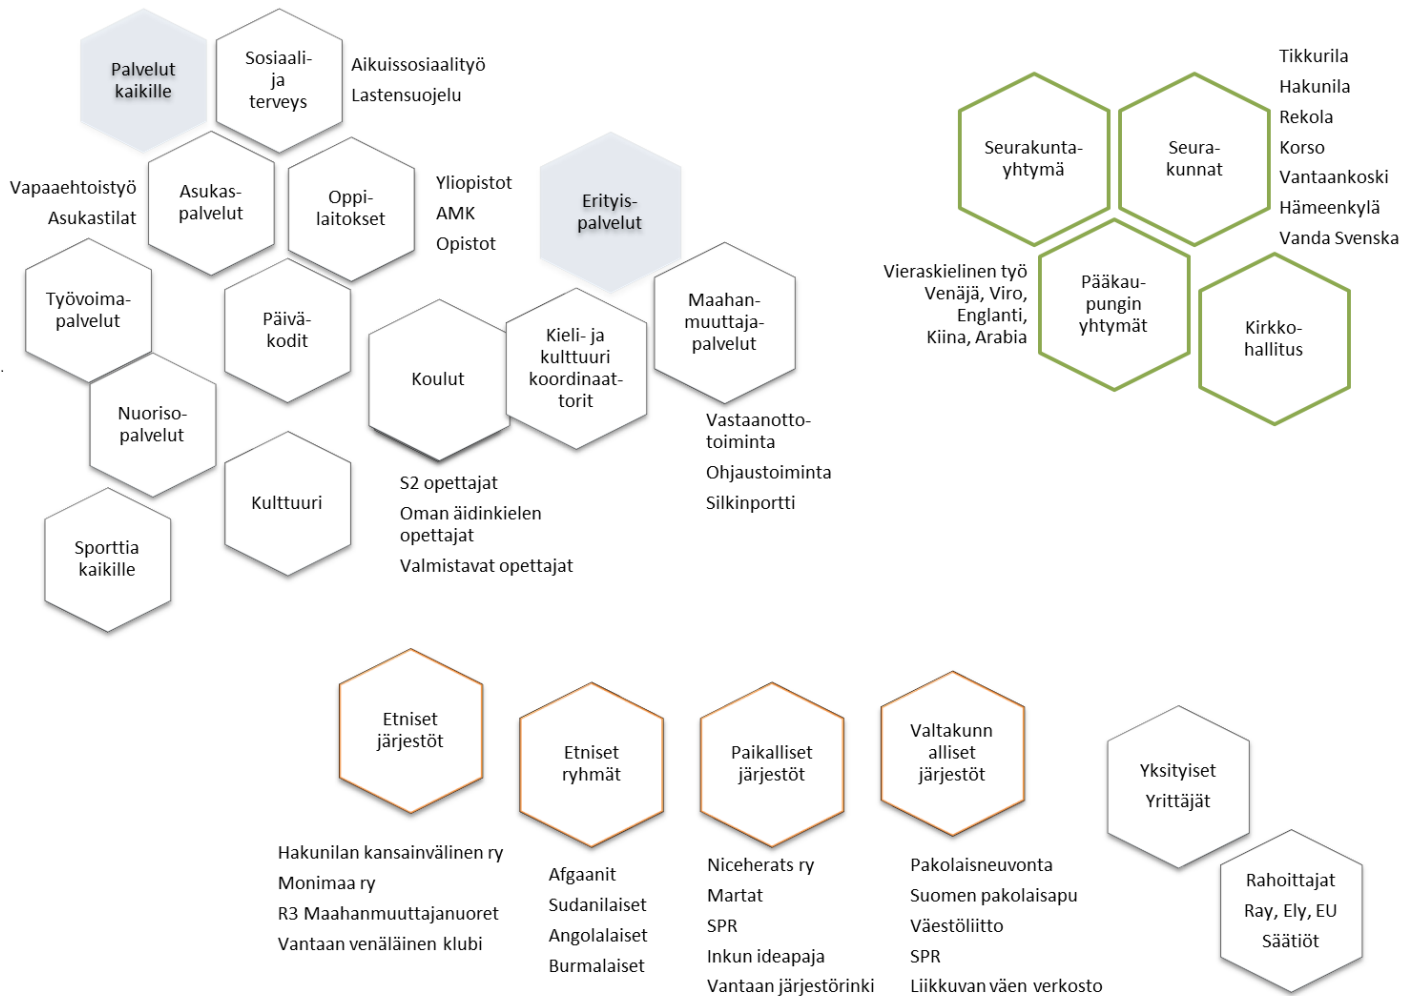 Palvelut
kaikille
Sosiaali-
ja
terveys
Aikuissosiaalityö
Lastensuojelu
Vapaaehtoistyö
Asukastilat
Asukas-
palvelut
Oppi-
laitokset
Yliopistot
AMK
Opistot
Erityis-
palvelut
Työvoima-
palvelut
Päivä-
kodit
Koulut
Kieli- ja
kulttuuri
koordinaat-
torit
Maahan-
muuttaja-
palvelut
Vastaanotto-
toiminta
Ohjaustoiminta
Silkinportti
Nuoriso-
palvelut
Kulttuuri
S2 opettajat
Oman äidinkielen
opettajat
Valmistavat opettajat
Sporttia
kaikille
Seurakunta-
yhtymä
Seura-
kunnat
Tikkurila
Hakunila
Rekola
Korso
Vantaankoski
Hämeenkylä
Vanda Svenska
Vieraskielinen työ
Venäjä, Viro,
Englanti,
Kiina, Arabia
Pääkau-
pungin
yhtymät
Kirkko-
hallitus
Etniset
järjestöt
Hakunilan kansainvälinen ry
Monimaa ry
R3 Maahanmuuttajanuoret
Vantaan venäläinen klubi
Etniset
ryhmät
Afgaanit
Sudanilaiset
Angolalaiset
Burmalaiset
Paikalliset
järjestöt
Niceherats ry
Martat
SPR
Inkun ideapaja
Vantaan järjestörinki
Valtakunn
alliset
järjestöt
Pakolaisneuvonta
Suomen pakolaisapu
Väestöliitto
SPR
Liikkuvan väen verkosto
Yksityiset
Yrittäjät
Rahoittajat
Ray, Ely, EU
Säätiöt